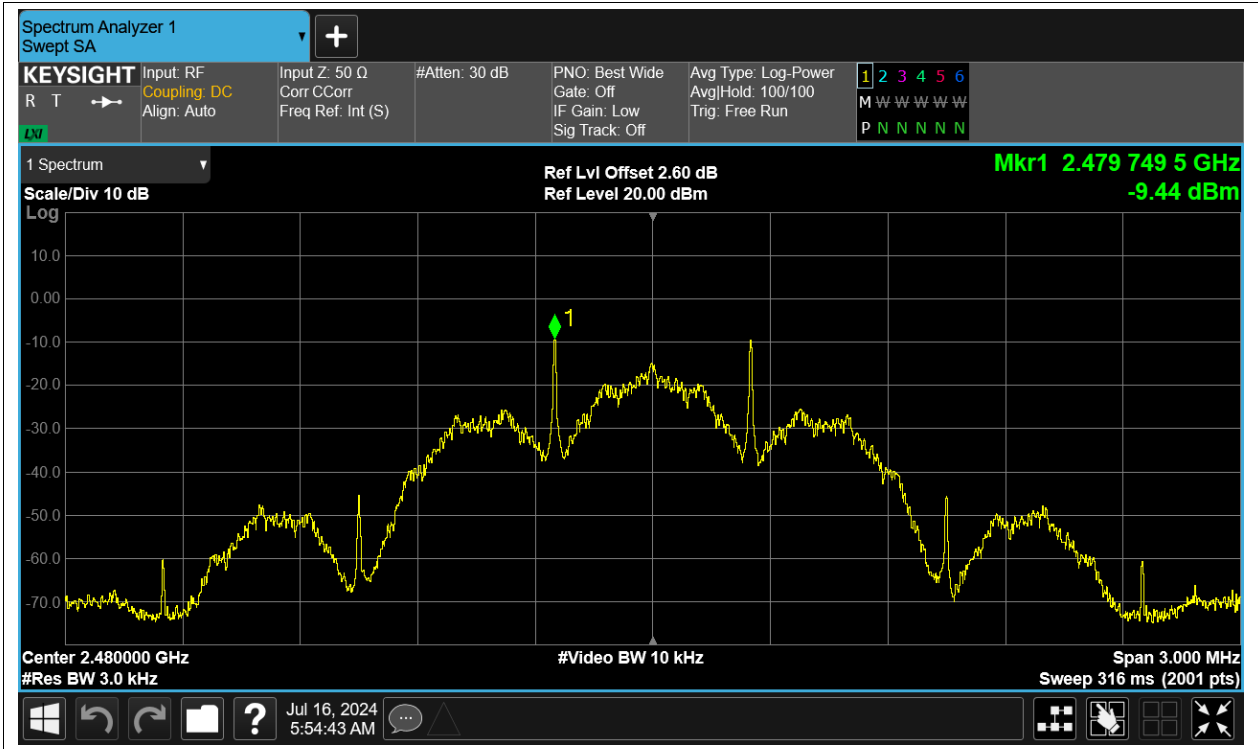 Spectrum Analyzer 1
Swept SA
KEYSIGHT
R T
LXI
Input: RF
Coupling: DC
Align: Auto
Input Z: 50 Ω
Corr CCorr
Freq Ref: Int (S)
#Atten: 30 dB
PNO: Best Wide
Gate: Off
IF Gain: Low
Sig Track: Off
Avg Type: Log-Power
Avg|Hold: 100/100
Trig: Free Run
1 2 3 4 5 6
M W W W W W
P N N N N N
1 Spectrum
Scale/Div 10 dB
Log
Ref Lvl Offset 2.60 dB
Ref Level 20.00 dBm
Mkr1 2.479 749 5 GHz
-9.44 dBm
10.0
0.00
1
-10.0
-20.0
-30.0
-40.0
-50.0
-60.0
-70.0
Center 2.480000 GHz
#Res BW 3.0 kHz
#Video BW 10 kHz
Span 3.000 MHz
Sweep 316 ms (2001 pts)
?
Jul 16, 2024
5:54:43 AM